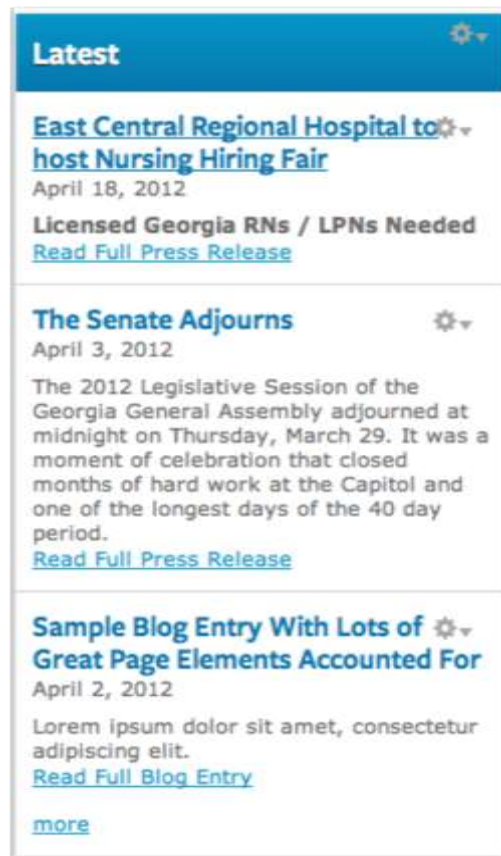 Latest
East Central Regional Hospital to
host Nursing Hiring Fair
April 18, 2012
Licensed Georgia RNs / LPNs Needed
Read Full Press Release
The Senate Adjourns
April 3, 2012
The 2012 Legislative Session of the
Georgia General Assembly adjourned at
midnight on Thursday, March 29. It was a
moment of celebration that closed
months of hard work at the Capitol and
one of the longest days of the 40 day
period.
Read Full Press Release
Sample Blog Entry With Lots of
Great Page Elements Accounted For
April 2, 2012
Lorem ipsum dolor sit amet, consectetur
adipiscing elit.
Read Full Blog Entry
more